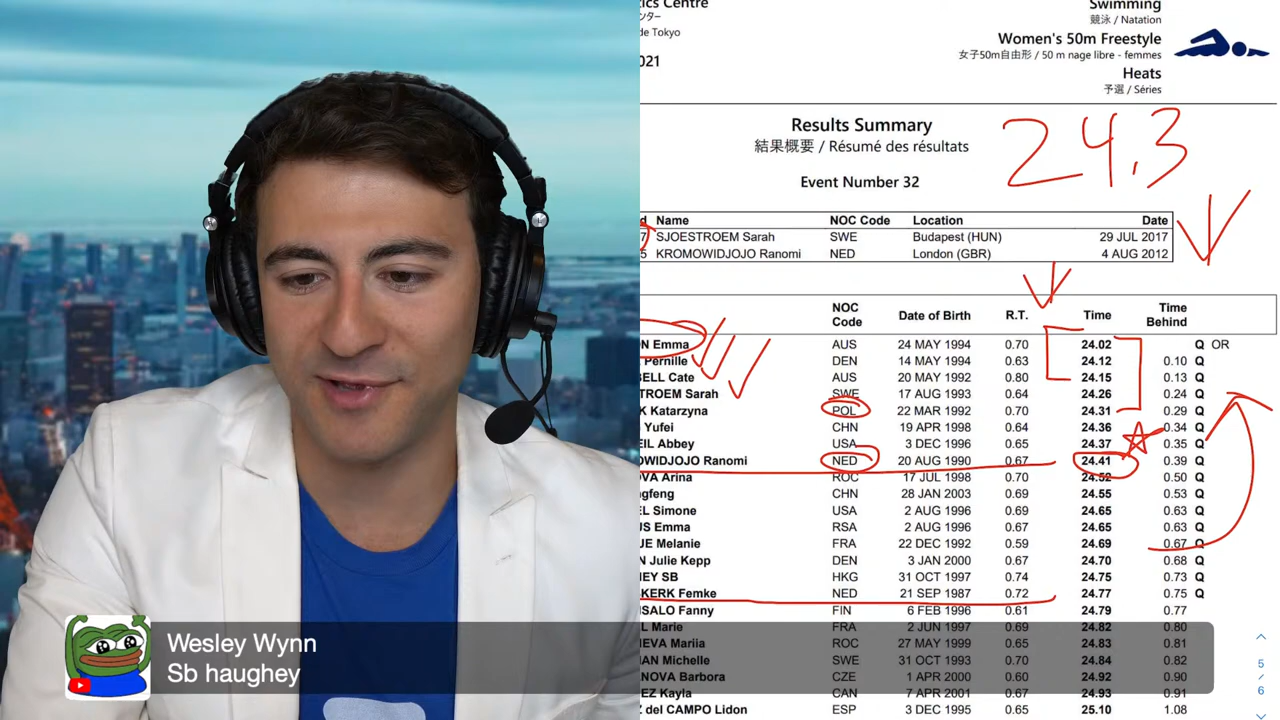 tics Centre
ンター
de Tokyo
021
Swimming
競泳 / Natation
Women's 50m Freestyle
女子50m自由形 / 50 m nage libre - femmes
Heats
予選 / Séries
Results Summary
結果概要 / Résumé des résultats
24.3
Event Number 32
d Name NOC Code Location Date
7 SJOESTROEM Sarah SWE Budapest (HUN) 29 JUL 2017
5 KROMOWIDJOJO Ranomi NED London (GBR) 4 AUG 2012
NOC Code Date of Birth R.T. Time Time Behind
N Emma AUS 24 MAY 1994 0.70 24.02 Q OR
Pernille DEN 14 MAY 1994 0.63 24.12 0.10 Q
BELL Cate AUS 20 MAY 1992 0.80 24.15 0.13 Q
TROEM Sarah SWE 17 AUG 1993 0.64 24.26 0.24 Q
K Katarzyna POL 22 MAR 1992 0.70 24.31 0.29 Q
Yufei CHN 19 APR 1998 0.64 24.36 0.34 Q
EIL Abbey USA 3 DEC 1996 0.65 24.37 0.35 Q
OWIDJOJO Ranomi NED 20 AUG 1990 0.67 24.41 0.39 Q
VA Arina ROC 17 JUL 1998 0.70 24.52 0.50 Q
gfeng CHN 28 JAN 2003 0.69 24.55 0.53 Q
EL Simone USA 2 AUG 1996 0.65 24.65 0.63 Q
US Emma RSA 2 AUG 1996 0.67 24.65 0.63 Q
UE Melanie FRA 22 DEC 1992 0.59 24.69 0.67 Q
N Julie Kepp DEN 3 JAN 2000 0.67 24.70 0.68 Q
EY SB HKG 31 OCT 1997 0.74 24.75 0.73 Q
KERK Femke NED 21 SEP 1987 0.72 24.77 0.75 Q
SALO Fanny FIN 6 FEB 1996 0.61 24.79 0.77
L Marie FRA 2 JUN 1997 0.69 24.82 0.80
NEVA Mariia ROC 27 MAY 1999 0.65 24.83 0.81
AN Michelle SWE 31 OCT 1993 0.70 24.84 0.82
NOVA Barbora CZE 1 APR 2000 0.60 24.92 0.90
EZ Kayla CAN 7 APR 2001 0.67 24.93 0.91
Z del CAMPO Lidon ESP 3 DEC 1995 0.65 25.10 1.08
Wesley Wynn
Sb haughey
5
/
6